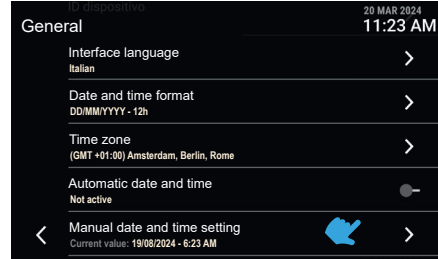 ID dispositivo
20 MAR 2024
General
11:23 AM
Interface language
Italian
Date and time format
DD/MM/YYYY - 12h
Time zone
(GMT +01:00) Amsterdam, Berlin, Rome
Automatic date and time
Not active
Manual date and time setting
Current value: 19/08/2024 - 6:23 AM